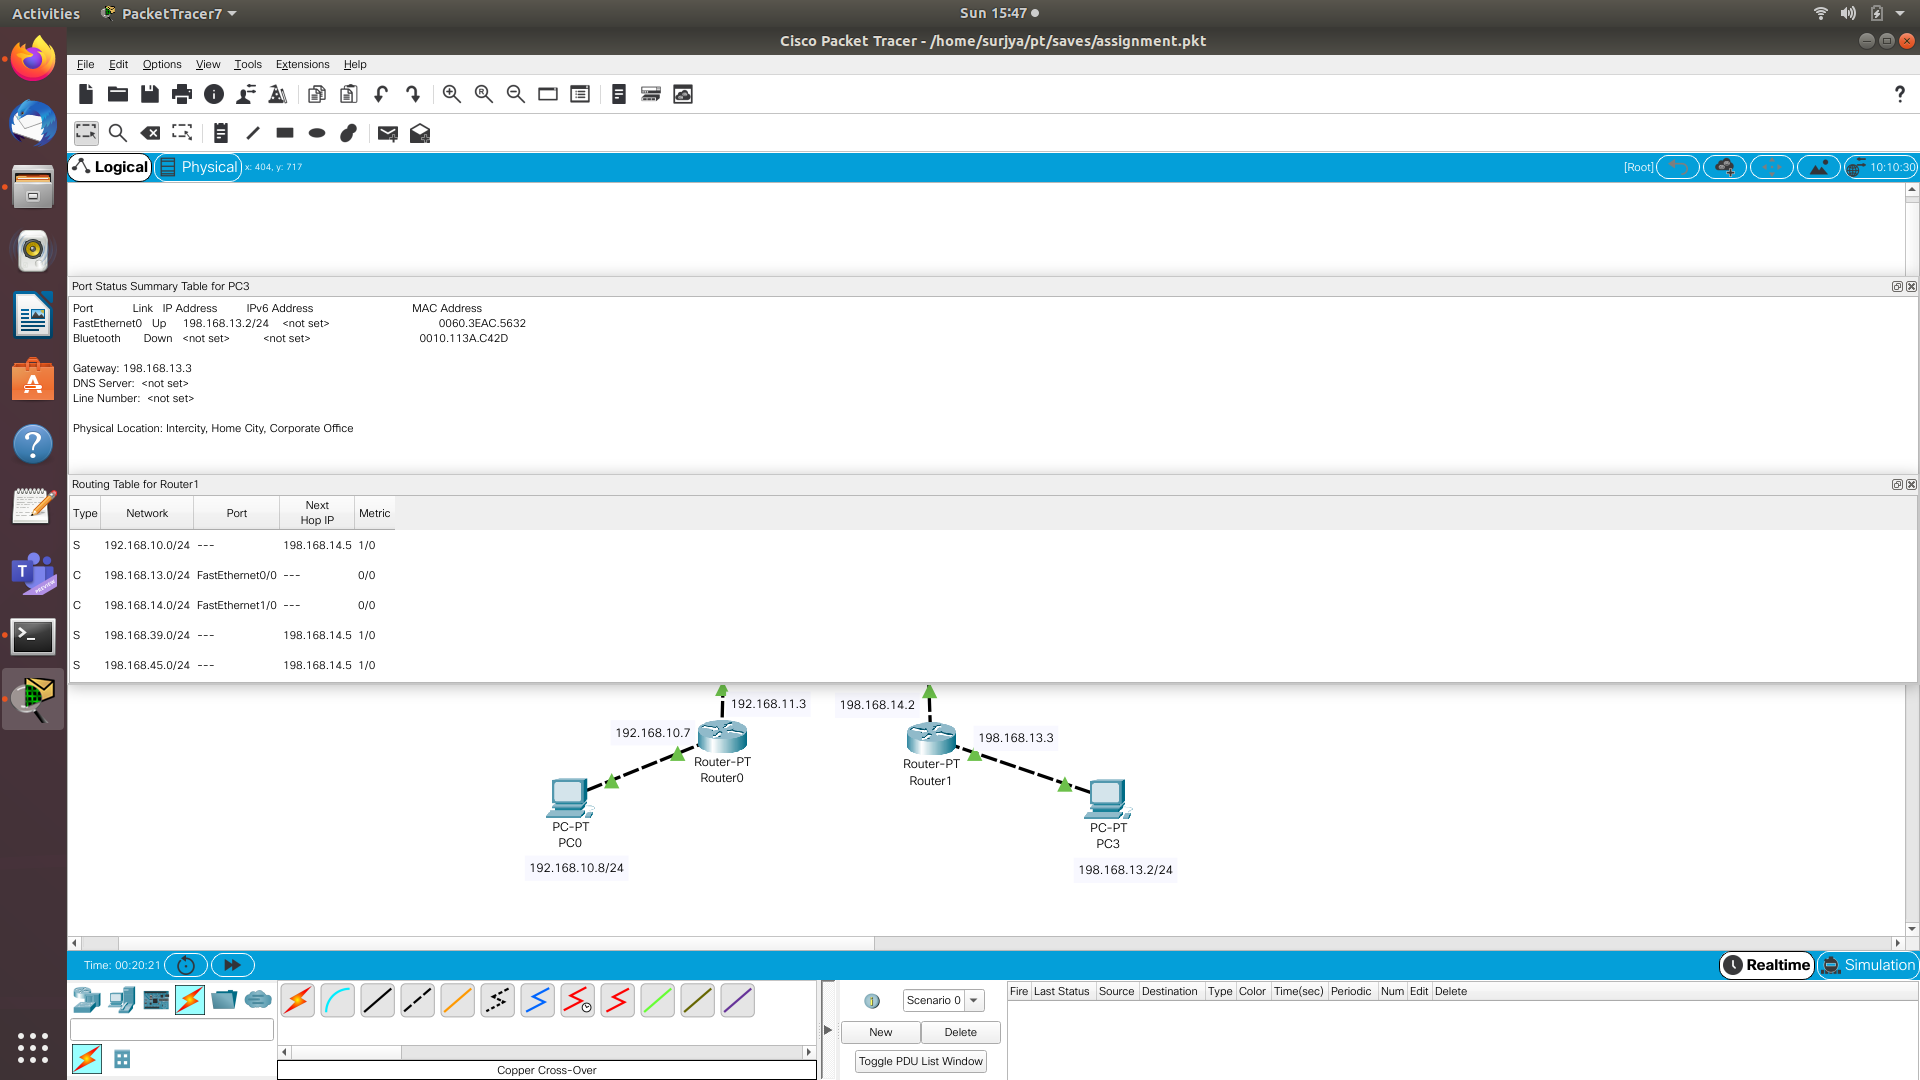 Activities PacketTracer7 Sun 15:47
Cisco Packet Tracer - /home/surjya/pt/saves/assignment.pkt
File Edit Options View Tools Extensions Help
Logical Physical x: 404, y: 717 [Root] 10:10:30
Port Status Summary Table for PC3
Port Link IP Address IPv6 Address MAC Address
FastEthernet0 Up 198.168.13.2/24 <not set> 0060.3EAC.5632
Bluetooth Down <not set> <not set> 0010.113A.C42D
Gateway: 198.168.13.3
DNS Server: <not set>
Line Number: <not set>
Physical Location: Intercity, Home City, Corporate Office
Routing Table for Router1
Type Network Port Next Hop IP Metric
S 192.168.10.0/24 --- 198.168.14.5 1/0
C 198.168.13.0/24 FastEthernet0/0 --- 0/0
C 198.168.14.0/24 FastEthernet1/0 --- 0/0
S 198.168.39.0/24 --- 198.168.14.5 1/0
S 198.168.45.0/24 --- 198.168.14.5 1/0
192.168.11.3 198.168.14.2
192.168.10.7 198.168.13.3
Router-PT Router-PT
Router0 Router1
PC-PT PC-PT
PC0 PC3
192.168.10.8/24 198.168.13.2/24
Time: 00:20:21 Realtime Simulation
Scenario 0
Fire Last Status Source Destination Type Color Time(sec) Periodic Num Edit Delete
New Delete
Toggle PDU List Window
Copper Cross-Over